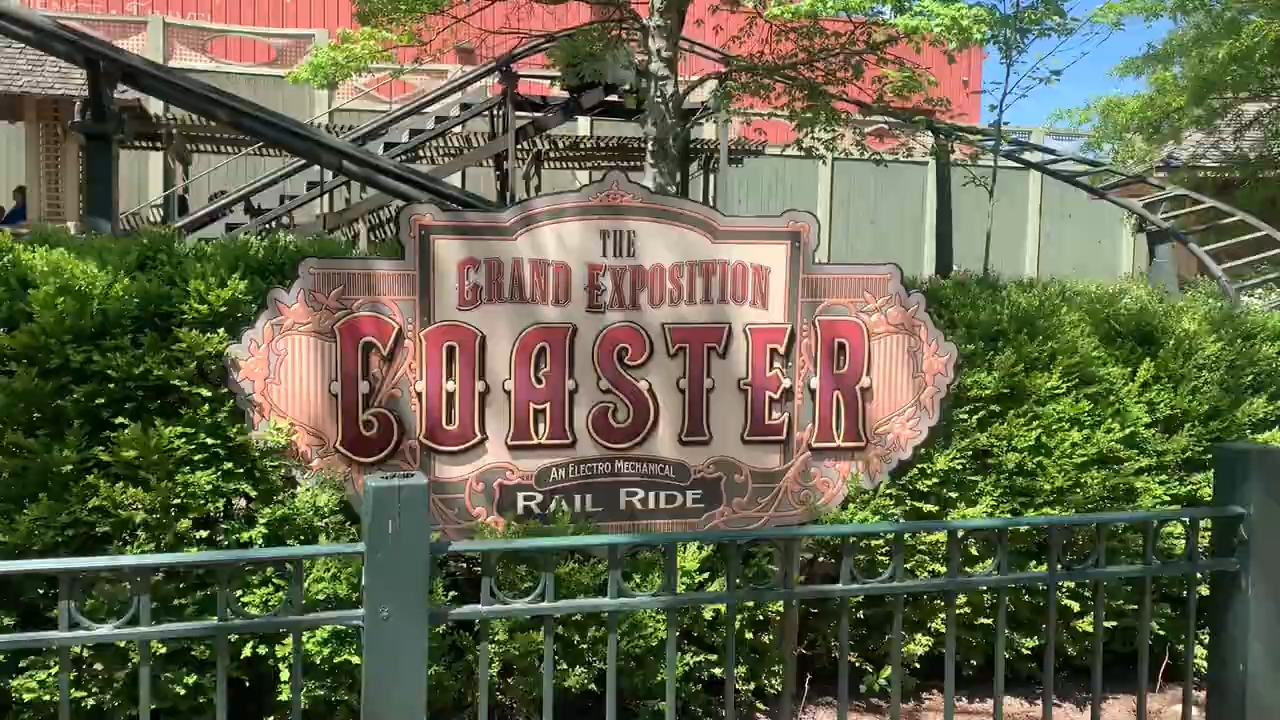 THE
GRAND EXPOSITION
COASTER
AN ELECTRO MECHANICAL
RAIL RIDE